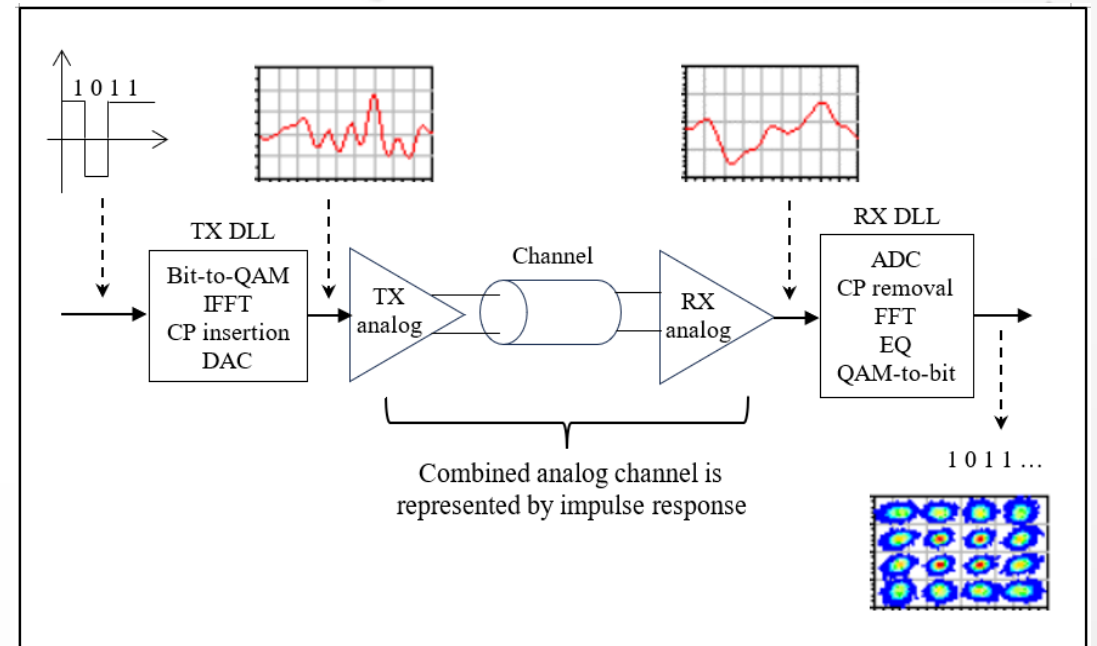 1 0 1 1
TX DLL
Bit-to-QAM
IFFT
CP insertion
DAC
TX
analog
Channel
RX
analog
RX DLL
ADC
CP removal
FFT
EQ
QAM-to-bit
Combined analog channel is
represented by impulse response
1 0 1 1 ...